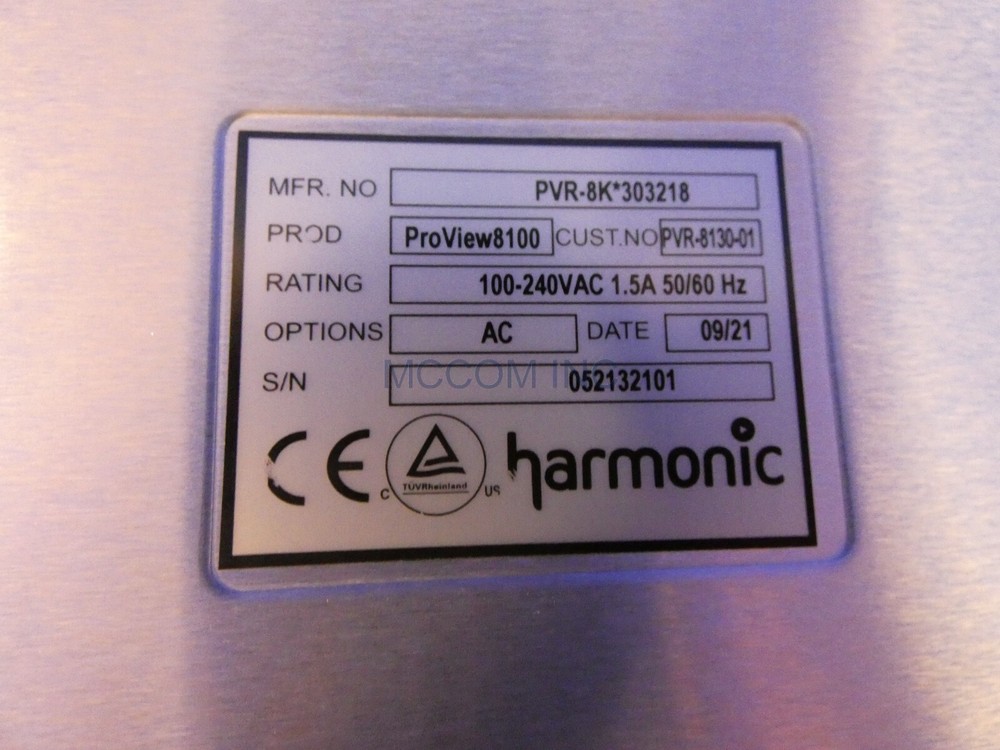 MFR. NO PVR-8K*303218
PROD ProView8100 CUST.NO PVR-8130-01
RATING 100-240VAC 1.5A 50/60 Hz
OPTIONS AC DATE 09/21
MCCOM INC
S/N 052132101
CE C TÜVRheinland US harmonic